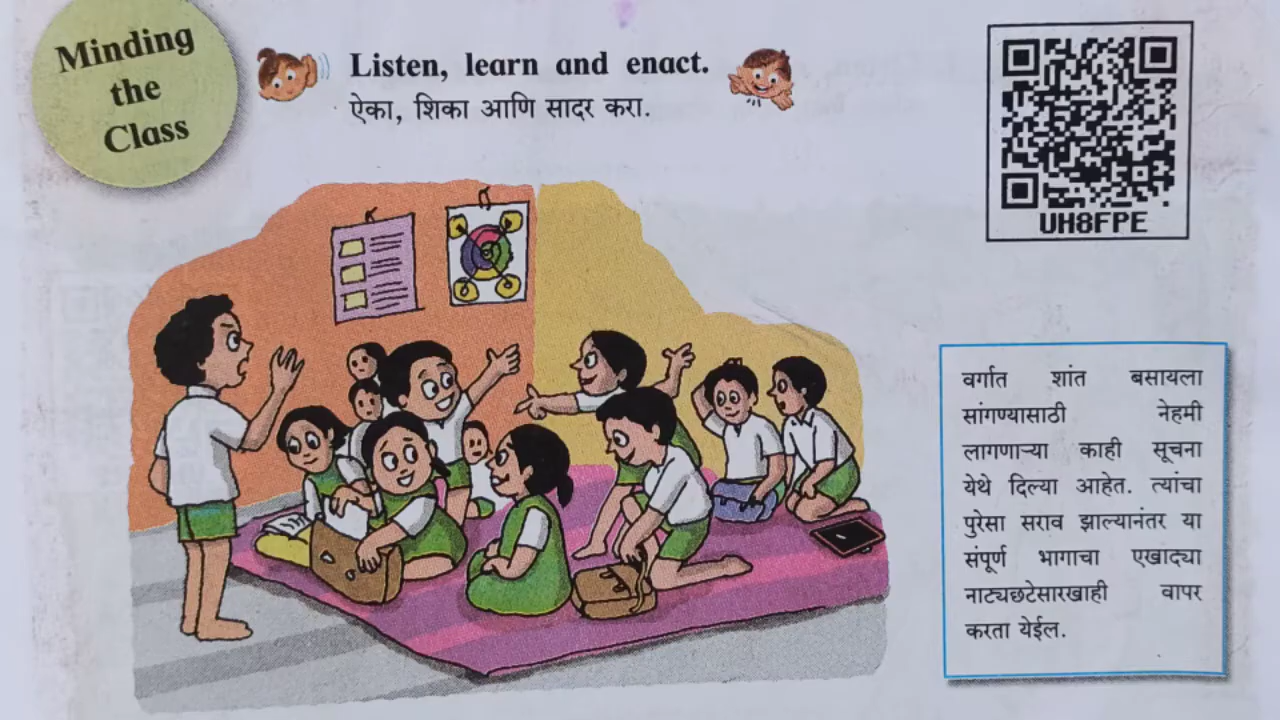 Minding
the
Class
Listen, learn and enact.
ऐका, शिका आणि सादर करा.
UH8FPE
वर्गात शांत बसायला
सांगण्यासाठी नेहमी
लागणाऱ्या काही सूचना
येथे दिल्या आहेत. त्यांचा
पुरेसा सराव झाल्यानंतर या
संपूर्ण भागाचा एखाद्या
नाट्यछटेसारखाही वापर
करता येईल.